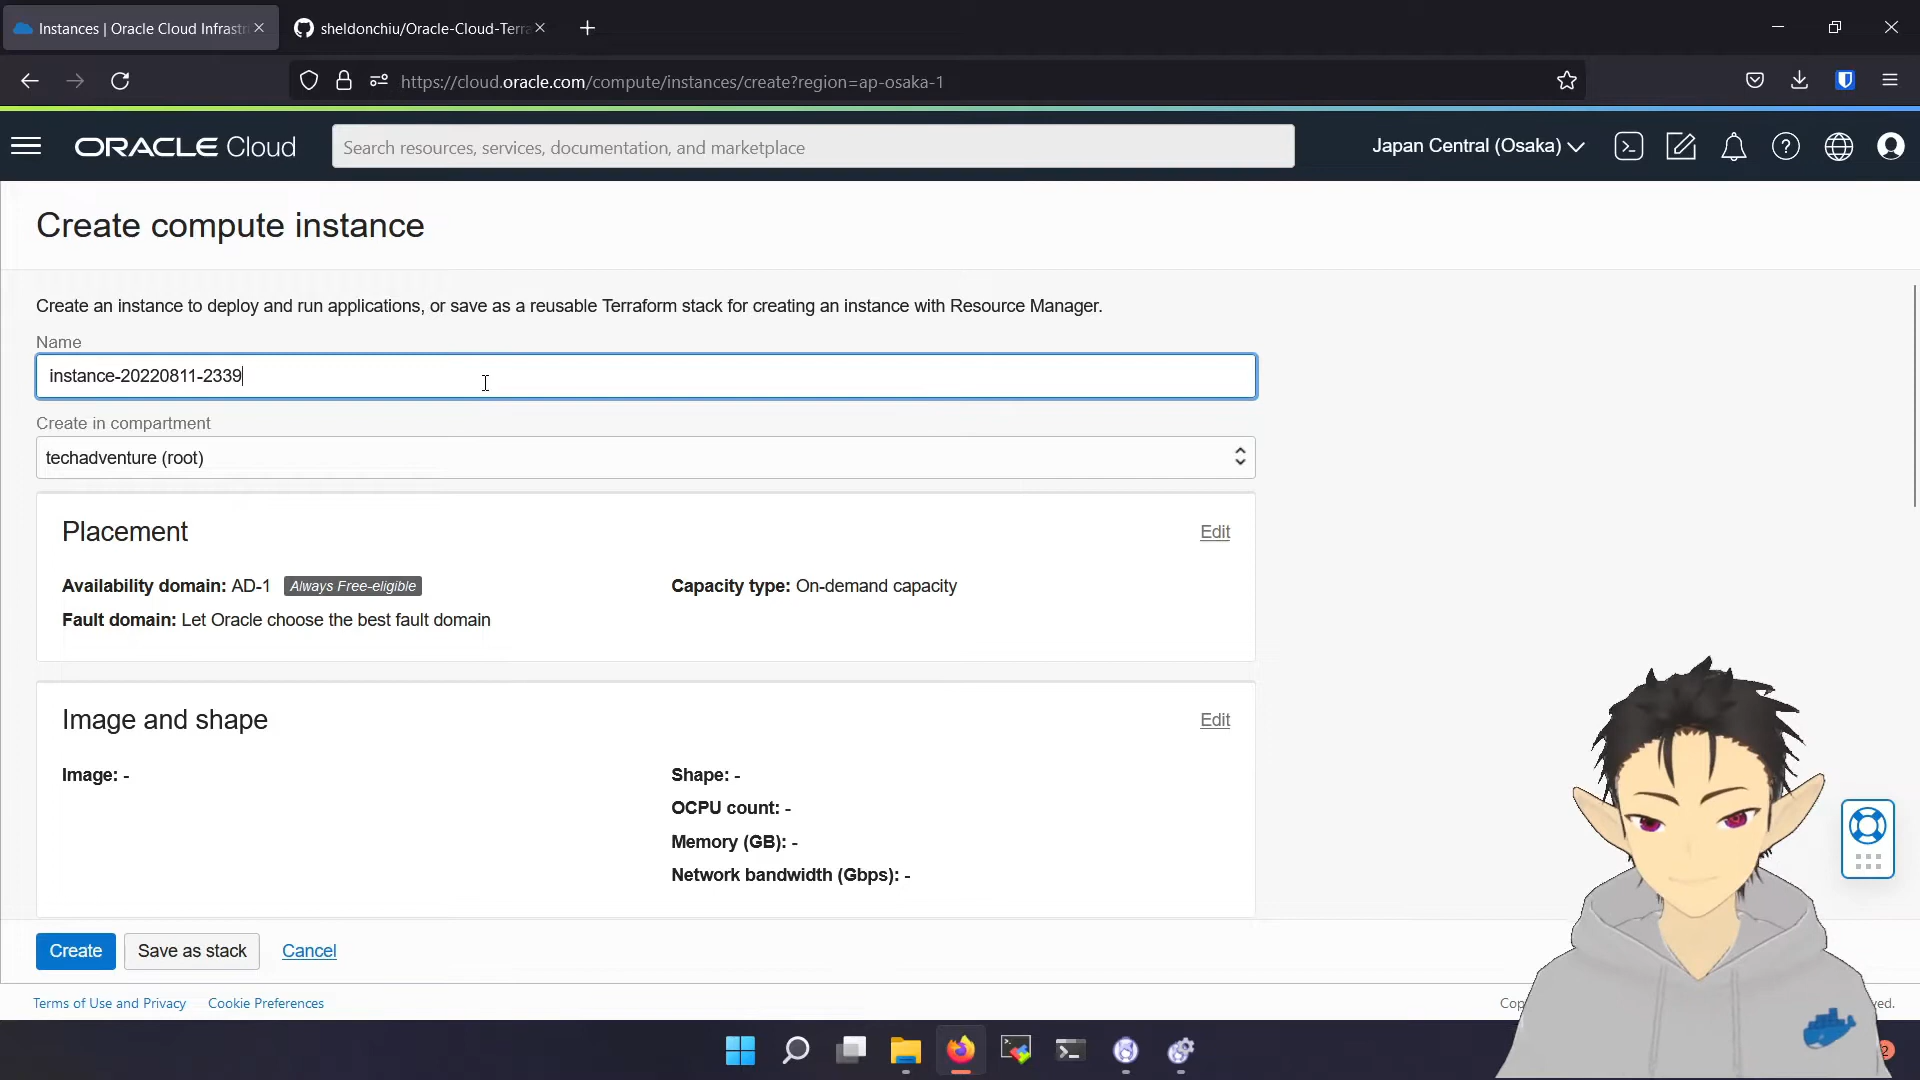 Instances | Oracle Cloud Infrastr
sheldonchiu/Oracle-Cloud-Terra
https://cloud.oracle.com/compute/instances/create?region=ap-osaka-1
ORACLE Cloud
Search resources, services, documentation, and marketplace
Japan Central (Osaka)
Create compute instance
Create an instance to deploy and run applications, or save as a reusable Terraform stack for creating an instance with Resource Manager.
Name
instance-20220811-2339
Create in compartment
techadventure (root)
Placement
Edit
Availability domain: AD-1 Always Free-eligible
Capacity type: On-demand capacity
Fault domain: Let Oracle choose the best fault domain
Image and shape
Edit
Image: -
Shape: -
OCPU count: -
Memory (GB): -
Network bandwidth (Gbps): -
Create
Save as stack
Cancel
Terms of Use and Privacy
Cookie Preferences
2